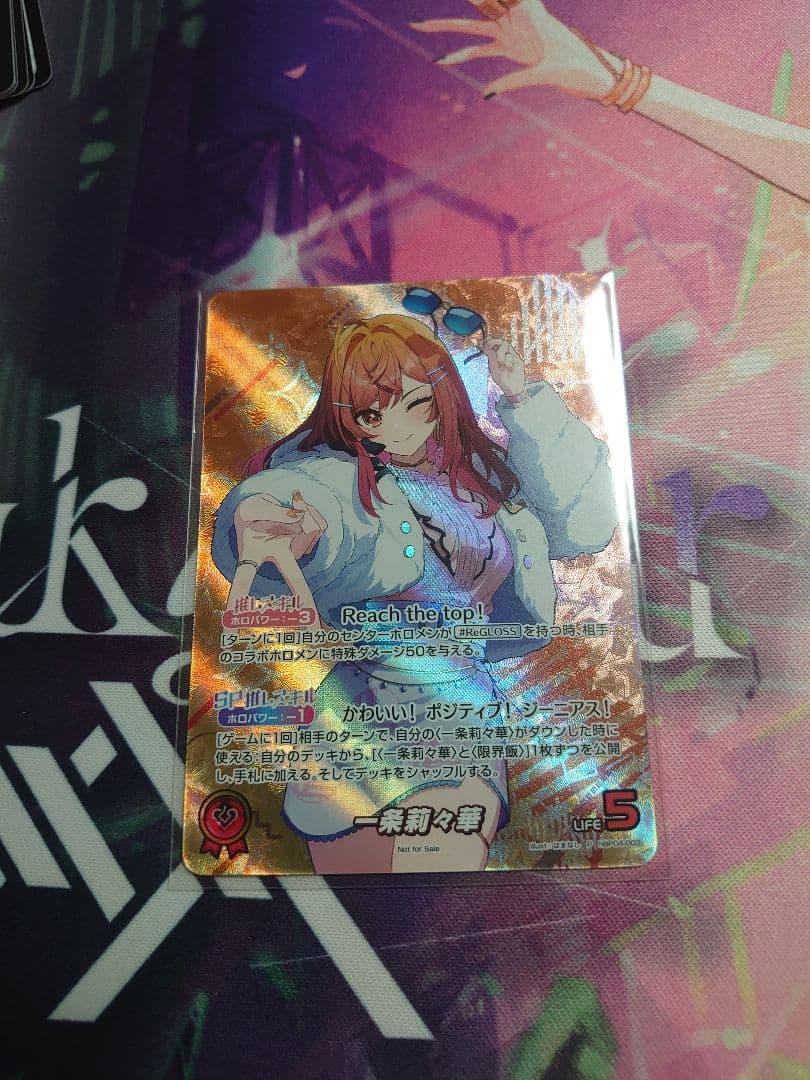 推しスキル
ホロパワー：−3
Reach the top!
[ターンに1回]自分のセンターホロメンが #ReGLOSS を持つ時、相手
のコラボホロメンに特殊ダメージ50を与える。
SP推しスキル
ホロパワー：−1
かわいい！ ポジティブ！ ジーニアス！
[ゲームに1回]相手のターンで、自分の〈一条莉々華〉がダウンした時に
使える：自分のデッキから、[〈一条莉々華〉と〈限界飯〉]1枚ずつを公開
し、手札に加える。そしてデッキをシャッフルする。
一条莉々華
LIFE 5
Not for Sale
illust はまなし P hBP04-003